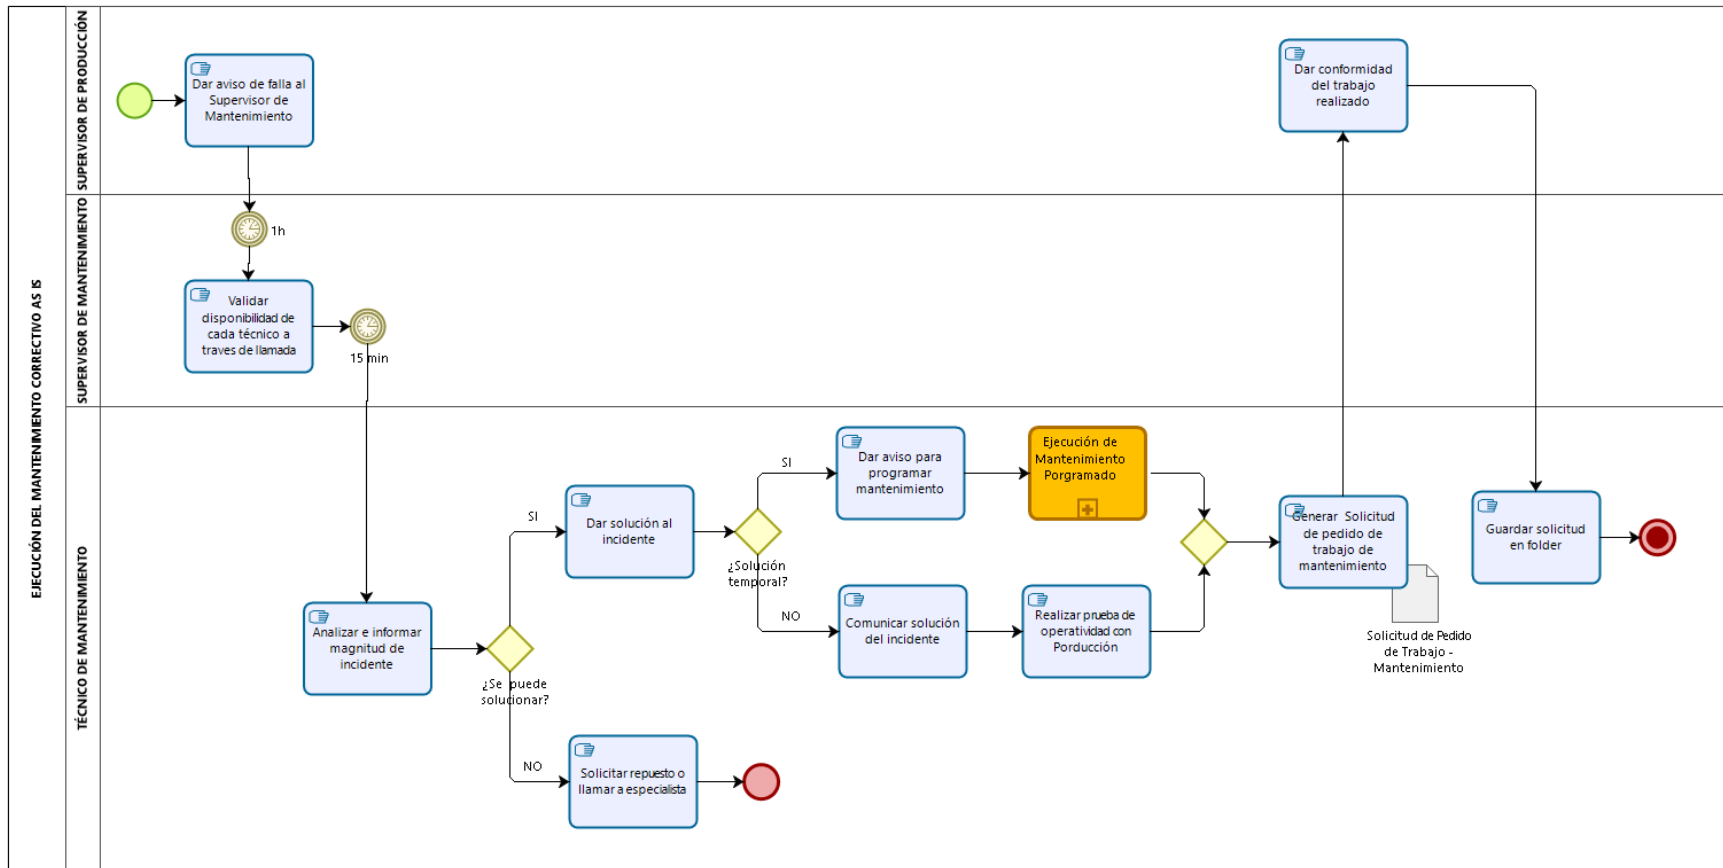 EJECUCIÓN DEL MANTENIMIENTO CORRECTIVO AS IS
SUPERVISOR DE PRODUCCIÓN
Dar aviso de falla al
Supervisor de
Mantenimiento
Dar conformidad
del trabajo
realizado
SUPERVISOR DE MANTENIMIENTO
1h
Validar
disponibilidad de
cada técnico a
traves de llamada
15 min
TÉCNICO DE MANTENIMIENTO
Analizar e informar
magnitud de
incidente
¿Se puede
solucionar?
SI
Dar solución al
incidente
¿Solución
temporal?
SI
Dar aviso para
programar
mantenimiento
Ejecución de
Mantenimiento
Porgramado
NO
Comunicar solución
del incidente
Realizar prueba de
operatividad con
Porducción
Generar Solicitud
de pedido de
trabajo de
mantenimiento
Solicitud de Pedido
de Trabajo -
Mantenimiento
Guardar solicitud
en folder
NO
Solicitar repuesto o
llamar a especialista